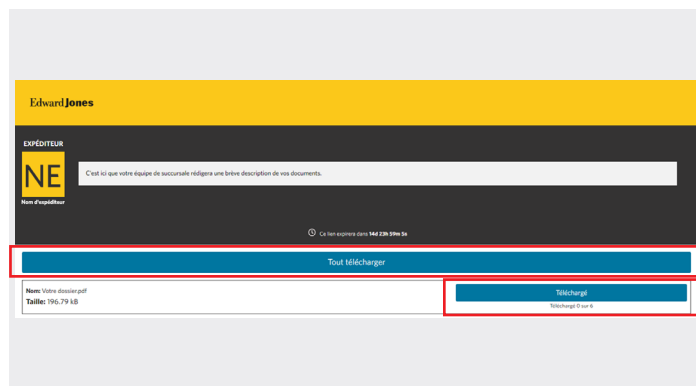 Edward Jones
EXPÉDITEUR
NE
C'est ici que votre équipe de succursale rédigera une brève description de vos documents.
Nom d'expéditeur
Ce lien expirera dans 14d 23h 59m 5s
Tout télécharger
Nom: Votre dossier.pdf
Téléchargé
Taille: 196.79 kB
Téléchargé 0 sur 6